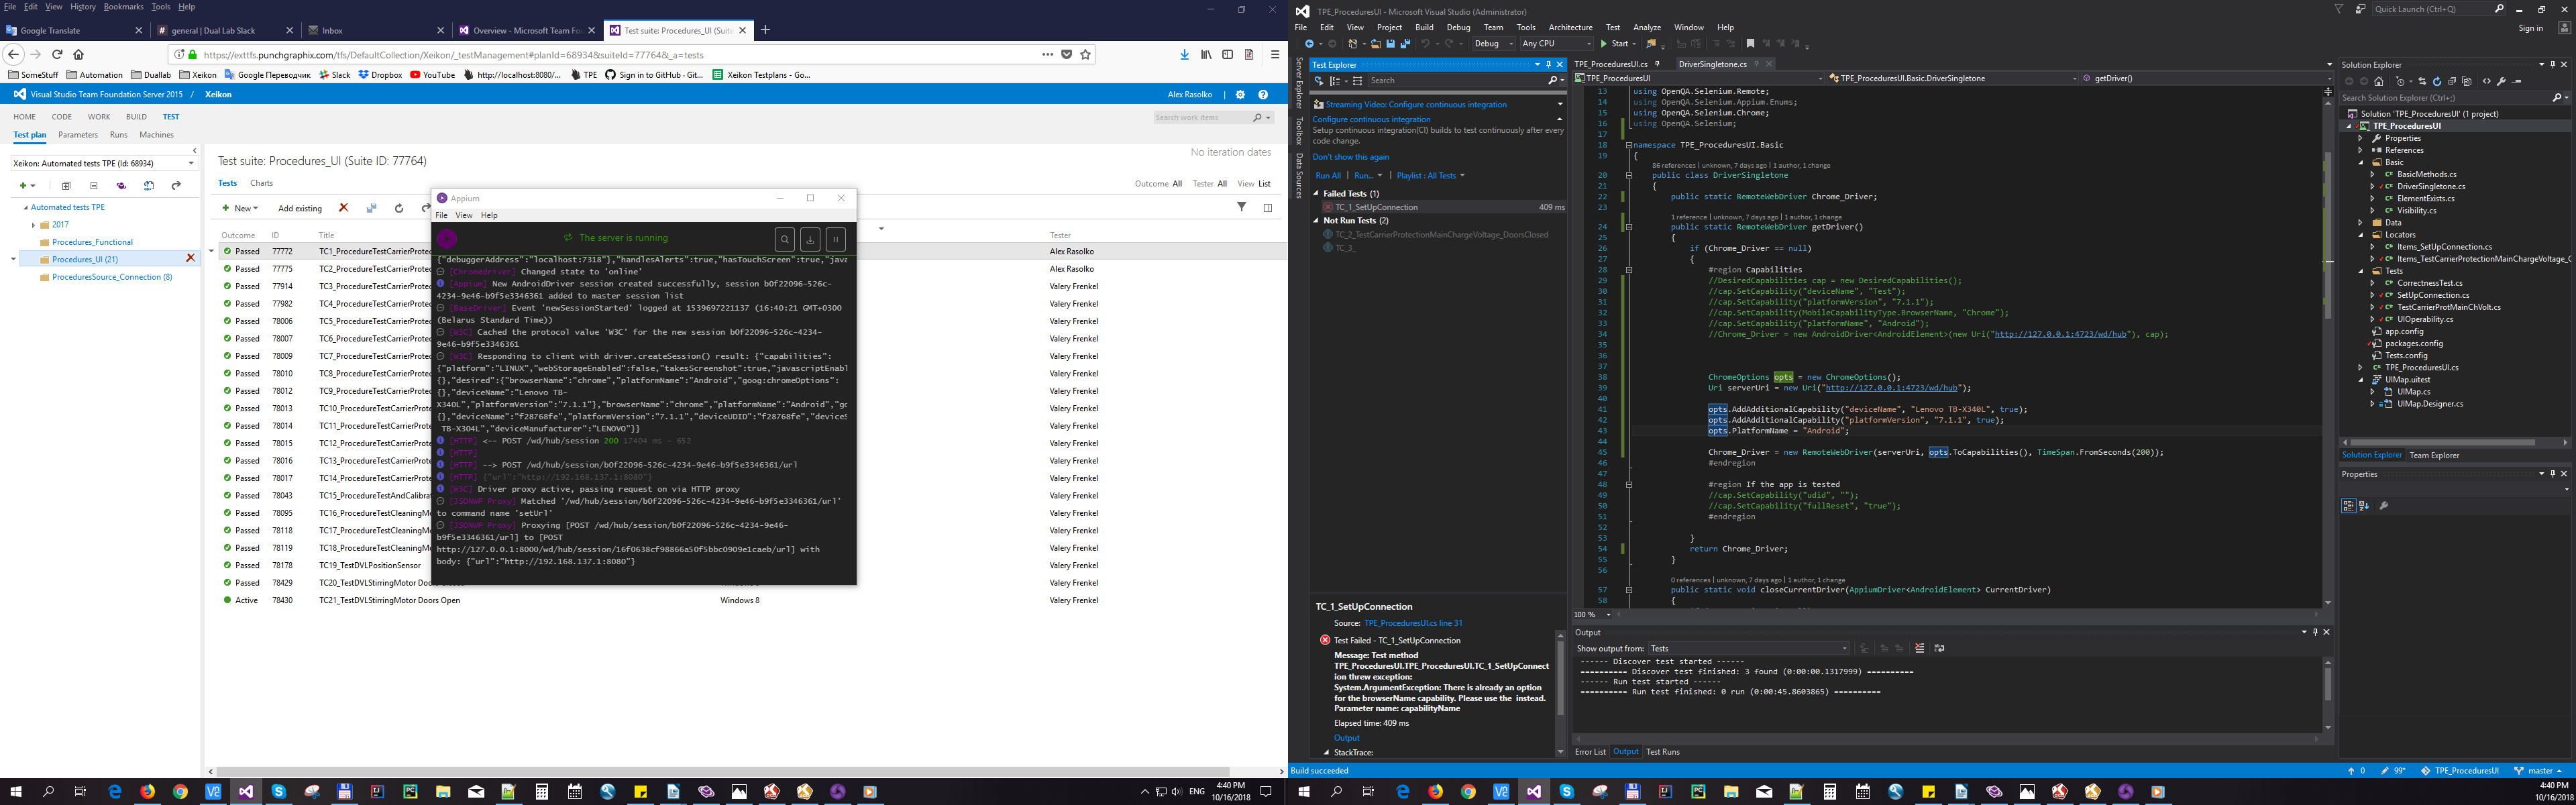 File Edit View History Bookmarks Tools Help
Google Translate
general | Dual Lab Slack
Inbox
Overview - Microsoft Team Fou
Test suite: Procedures_UI (Suite
https://exttfs.punchgraphix.com/tfs/DefaultCollection/Xeikon/_testManagement#planId=68934&suiteId=77764&_a=tests
SomeStuff Automation Duallab Xeikon Google Переводчик Slack Dropbox YouTube http://localhost:8080/... TPE Sign in to GitHub · Git... Xeikon Testplans - Go...
Visual Studio Team Foundation Server 2015 / Xeikon
Alex Rasolko
HOME CODE WORK BUILD TEST
Search work items
Test plan Parameters Runs Machines
Xeikon: Automated tests TPE (Id: 68934)
Automated tests TPE
2017
Procedures_Functional
Procedures_UI (21)
ProceduresSource_Connection (8)
Test suite: Procedures_UI (Suite ID: 77764)
No iteration dates
Tests Charts
Outcome All Tester All View List
New Add existing
Outcome ID Title Tester
Passed 77772 TC1_ProcedureTestCarrierProtec Alex Rasolko
Passed 77775 TC2_ProcedureTestCarrierProtec Alex Rasolko
Passed 77914 TC3_ProcedureTestCarrierProtec Valery Frenkel
Passed 77982 TC4_ProcedureTestCarrierProtec Valery Frenkel
Passed 78006 TC5_ProcedureTestCarrierProtec Valery Frenkel
Passed 78007 TC6_ProcedureTestCarrierProtec Valery Frenkel
Passed 78009 TC7_ProcedureTestCarrierProtec Valery Frenkel
Passed 78010 TC8_ProcedureTestCarrierProtec Valery Frenkel
Passed 78012 TC9_ProcedureTestCarrierProtec Valery Frenkel
Passed 78013 TC10_ProcedureTestCarrierProte Valery Frenkel
Passed 78014 TC11_ProcedureTestCarrierProte Valery Frenkel
Passed 78015 TC12_ProcedureTestCarrierProte Valery Frenkel
Passed 78016 TC13_ProcedureTestCarrierProte Valery Frenkel
Passed 78017 TC14_ProcedureTestCarrierProte Valery Frenkel
Passed 78043 TC15_ProcedureTestAndCalibrat Valery Frenkel
Passed 78095 TC16_ProcedureTestCleaningMo Valery Frenkel
Passed 78118 TC17_ProcedureTestCleaningMo Valery Frenkel
Passed 78119 TC18_ProcedureTestCleaningMo Valery Frenkel
Passed 78178 TC19_TestDVLPositionSensor Valery Frenkel
Passed 78429 TC20_TestDVLStirringMotor Valery Frenkel
Active 78430 TC21_TestDVLStirringMotor Doors Open Windows 8 Valery Frenkel
Appium
File View Help
The server is running
{"debuggerAddress":"localhost:7318"},"handlesAlerts":true,"hasTouchScreen":true,"java
[Chromedriver] Changed state to 'online'
[Appium] New AndroidDriver session created successfully, session b0f22096-526c-
4234-9e46-b9f5e3346361 added to master session list
[BaseDriver] Event 'newSessionStarted' logged at 1539697221137 (16:40:21 GMT+0300
(Belarus Standard Time))
[W3C] Cached the protocol value 'W3C' for the new session b0f22096-526c-4234-
9e46-b9f5e3346361
[W3C] Responding to client with driver.createSession() result: {"capabilities":
{"platform":"LINUX","webStorageEnabled":false,"takesScreenshot":true,"javascriptEnabl
{},"desired":{"browserName":"chrome","platformName":"Android","goog:chromeOptions":
{},"deviceName":"Lenovo TB-
X340L","platformVersion":"7.1.1"},"browserName":"chrome","platformName":"Android","go
{},"deviceName":"f28768fe","platformVersion":"7.1.1","deviceUDID":"f28768fe","deviceS
TB-X304L","deviceManufacturer":"LENOVO"}}
[HTTP] <-- POST /wd/hub/session 200 17404 ms - 652
[HTTP]
[HTTP] --> POST /wd/hub/session/b0f22096-526c-4234-9e46-b9f5e3346361/url
[HTTP] {"url":"http://192.168.137.1:8080"}
[W3C] Driver proxy active, passing request on via HTTP proxy
[JSONWP Proxy] Matched '/wd/hub/session/b0f22096-526c-4234-9e46-b9f5e3346361/url'
to command name 'setUrl'
[JSONWP Proxy] Proxying [POST /wd/hub/session/b0f22096-526c-4234-9e46-
b9f5e3346361/url] to [POST
http://127.0.0.1:8000/wd/hub/session/16f0638cf98866a50f5bbc0909e1caeb/url] with
body: {"url":"http://192.168.137.1:8080"}
ENG 4:40 PM
10/16/2018
TPE_ProceduresUI - Microsoft Visual Studio (Administrator)
Quick Launch (Ctrl+Q)
File Edit View Project Build Debug Team Tools Architecture Test Analyze Window Help
Sign in
Debug Any CPU Start
Server Explorer Toolbox Data Sources
Test Explorer
Search
Streaming Video: Configure continuous integration
Configure continuous integration
Setup continuous integration(CI) builds to test continuously after every
code change.
Don't show this again
Run All | Run... | Playlist : All Tests
Failed Tests (1)
TC_1_SetUpConnection 409 ms
Not Run Tests (2)
TC_2_TestCarrierProtectionMainChargeVoltage_DoorsClosed
TC_3_
TC_1_SetUpConnection
Source: TPE_ProceduresUI.cs line 31
Test Failed - TC_1_SetUpConnection
Message: Test method
TPE_ProceduresUI.TPE_ProceduresUI.TC_1_SetUpConnect
ion threw exception:
System.ArgumentException: There is already an option
for the browserName capability. Please use the instead.
Parameter name: capabilityName
Elapsed time: 409 ms
Output
StackTrace:
TPE_ProceduresUI.cs DriverSingletone.cs
TPE_ProceduresUI TPE_ProceduresUI.Basic.DriverSingletone getDriver()
13 using OpenQA.Selenium.Remote;
14 using OpenQA.Selenium.Appium.Enums;
15 using OpenQA.Selenium.Chrome;
16 using OpenQA.Selenium;
17
18 namespace TPE_ProceduresUI.Basic
19 {
86 references | unknown, 7 days ago | 1 author, 1 change
20 public class DriverSingletone
21 {
22 public static RemoteWebDriver Chrome_Driver;
23
1 reference | unknown, 7 days ago | 1 author, 1 change
24 public static RemoteWebDriver getDriver()
25 {
26 if (Chrome_Driver == null)
27 {
28 #region Capabilities
29 //DesiredCapabilities cap = new DesiredCapabilities();
30 //cap.SetCapability("deviceName", "Test");
31 //cap.SetCapability("platformVersion", "7.1.1");
32 //cap.SetCapability(MobileCapabilityType.BrowserName, "Chrome");
33 //cap.SetCapability("platformName", "Android");
34 //Chrome_Driver = new AndroidDriver<AndroidElement>(new Uri("http://127.0.0.1:4723/wd/hub"), cap);
35
36
37
38 ChromeOptions opts = new ChromeOptions();
39 Uri serverUri = new Uri("http://127.0.0.1:4723/wd/hub");
40
41 opts.AddAdditionalCapability("deviceName", "Lenovo TB-X340L", true);
42 opts.AddAdditionalCapability("platformVersion", "7.1.1", true);
43 opts.PlatformName = "Android";
44
45 Chrome_Driver = new RemoteWebDriver(serverUri, opts.ToCapabilities(), TimeSpan.FromSeconds(200));
46 #endregion
47
48 #region If the app is tested
49 //cap.SetCapability("udid", "");
50 //cap.SetCapability("fullReset", "true");
51 #endregion
52
53 }
54 return Chrome_Driver;
55 }
56
0 references | unknown, 7 days ago | 1 author, 1 change
57 public static void closeCurrentDriver(AppiumDriver<AndroidElement> CurrentDriver)
58 {
100 %
Output
Show output from: Tests
------ Discover test started ------
========== Discover test finished: 3 found (0:00:00.1317999) ==========
------ Run test started ------
========== Run test finished: 0 run (0:00:45.8603865) ==========
Error List Output Test Runs
Solution Explorer
Search Solution Explorer (Ctrl+;)
Solution 'TPE_ProceduresUI' (1 project)
TPE_ProceduresUI
Properties
References
Basic
BasicMethods.cs
DriverSingletone.cs
ElementExists.cs
Visibility.cs
Data
Locators
Items_SetUpConnection.cs
Items_TestCarrierProtectionMainChargeVoltage_C
Tests
CorrectnessTest.cs
SetUpConnection.cs
TestCarrierProtMainChVolt.cs
UIOperability.cs
app.config
packages.config
Tests.config
TPE_ProceduresUI.cs
UIMap.uitest
UIMap.cs
UIMap.Designer.cs
Solution Explorer Team Explorer
Properties
Build succeeded
0 99* TPE_ProceduresUI master
ENG 4:40 PM
10/16/2018